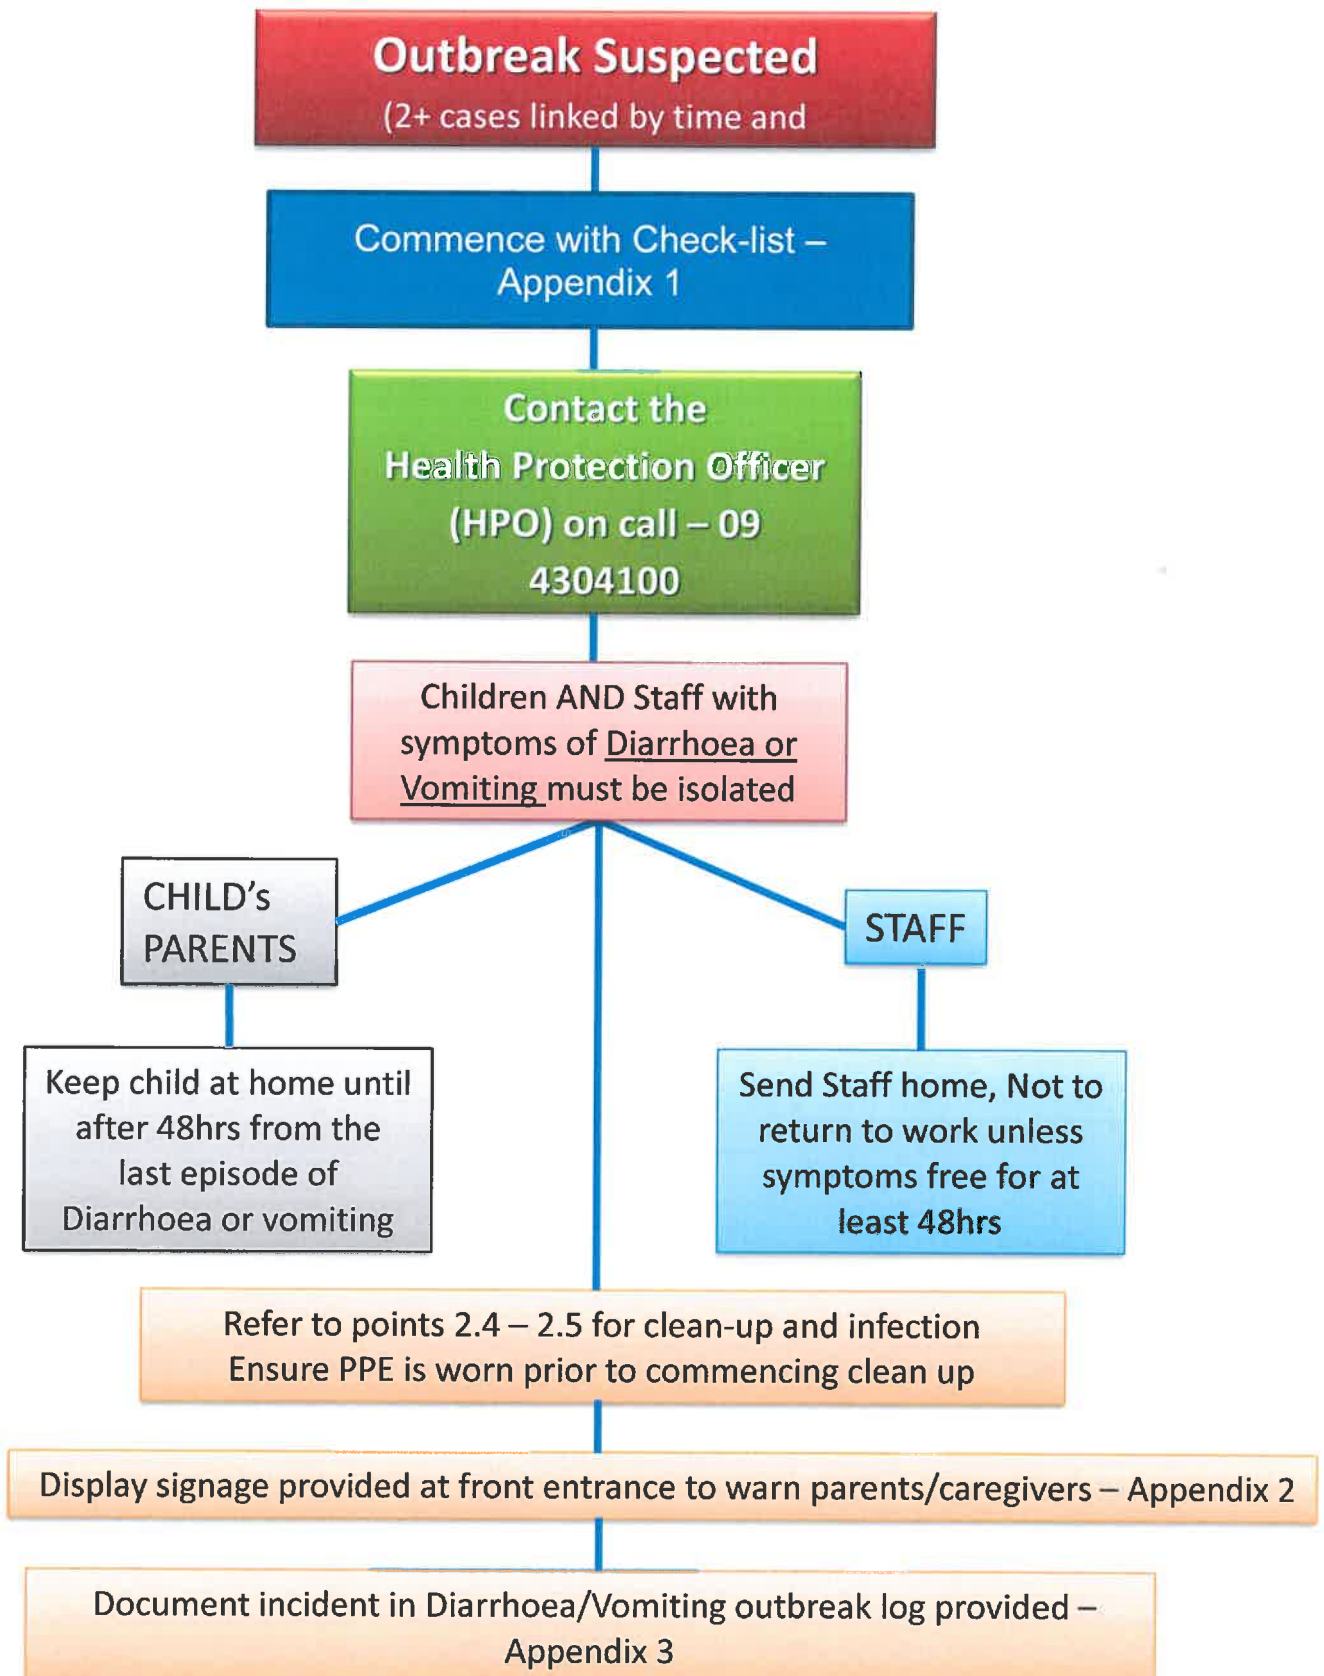 Outbreak Suspected
(2+ cases linked by time and
Commence with Check-list –
Appendix 1
Contact the
Health Protection Officer
(HPO) on call – 09
4304100
Children AND Staff with
symptoms of Diarrhoea or
Vomiting must be isolated
CHILD's
PARENTS
STAFF
Keep child at home until
after 48hrs from the
last episode of
Diarrhoea or vomiting
Send Staff home, Not to
return to work unless
symptoms free for at
least 48hrs
Refer to points 2.4 – 2.5 for clean-up and infection
Ensure PPE is worn prior to commencing clean up
Display signage provided at front entrance to warn parents/caregivers – Appendix 2
Document incident in Diarrhoea/Vomiting outbreak log provided –
Appendix 3